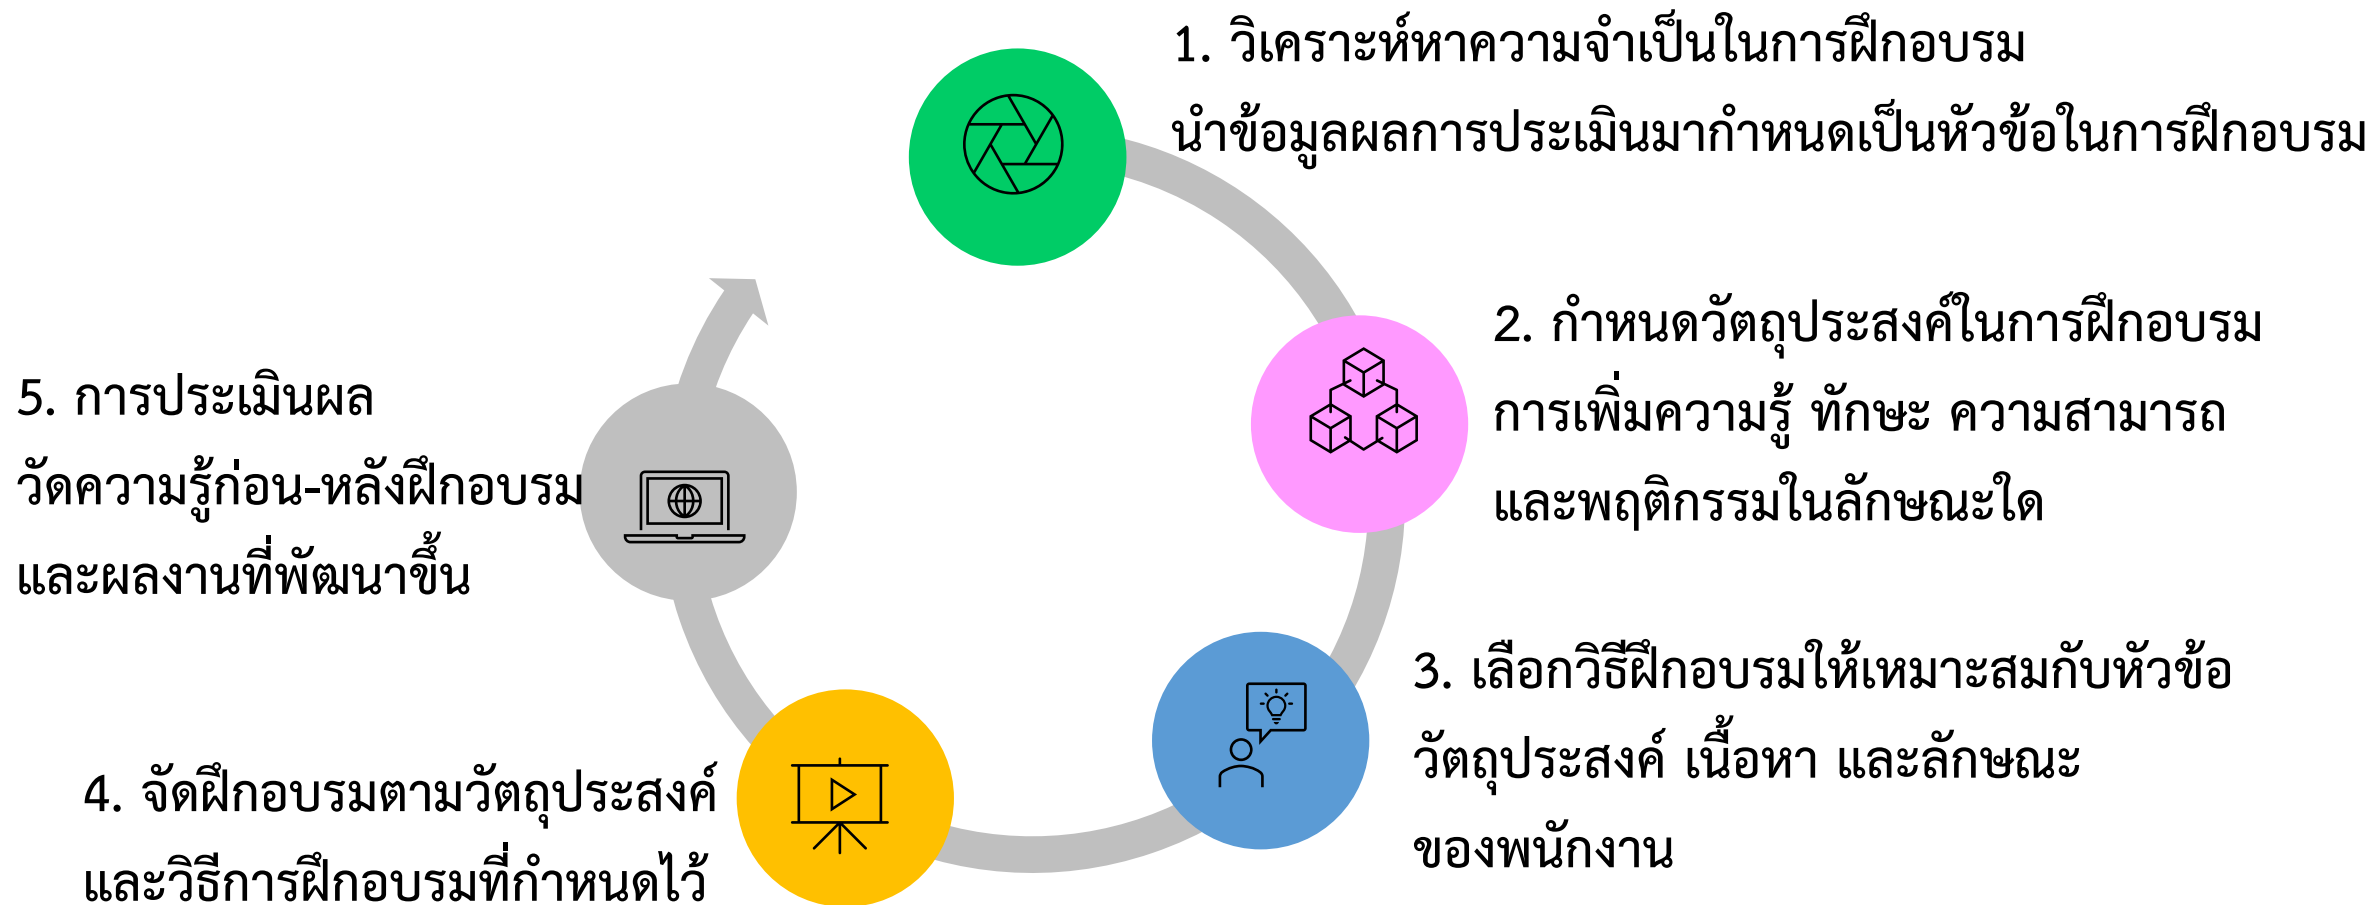 1. วิเคราะห์หาความจำเป็นในการฝึกอบรม
นำข้อมูลผลการประเมินมากำหนดเป็นหัวข้อในการฝึกอบรม
2. กำหนดวัตถุประสงค์ในการฝึกอบรม
การเพิ่มความรู้ ทักษะ ความสามารถ
และพฤติกรรมในลักษณะใด
3. เลือกวิธีฝึกอบรมให้เหมาะสมกับหัวข้อ
วัตถุประสงค์ เนื้อหา และลักษณะ
ของพนักงาน
4. จัดฝึกอบรมตามวัตถุประสงค์
และวิธีการฝึกอบรมที่กำหนดไว้
5. การประเมินผล
วัดความรู้ก่อน-หลังฝึกอบรม
และผลงานที่พัฒนาขึ้น